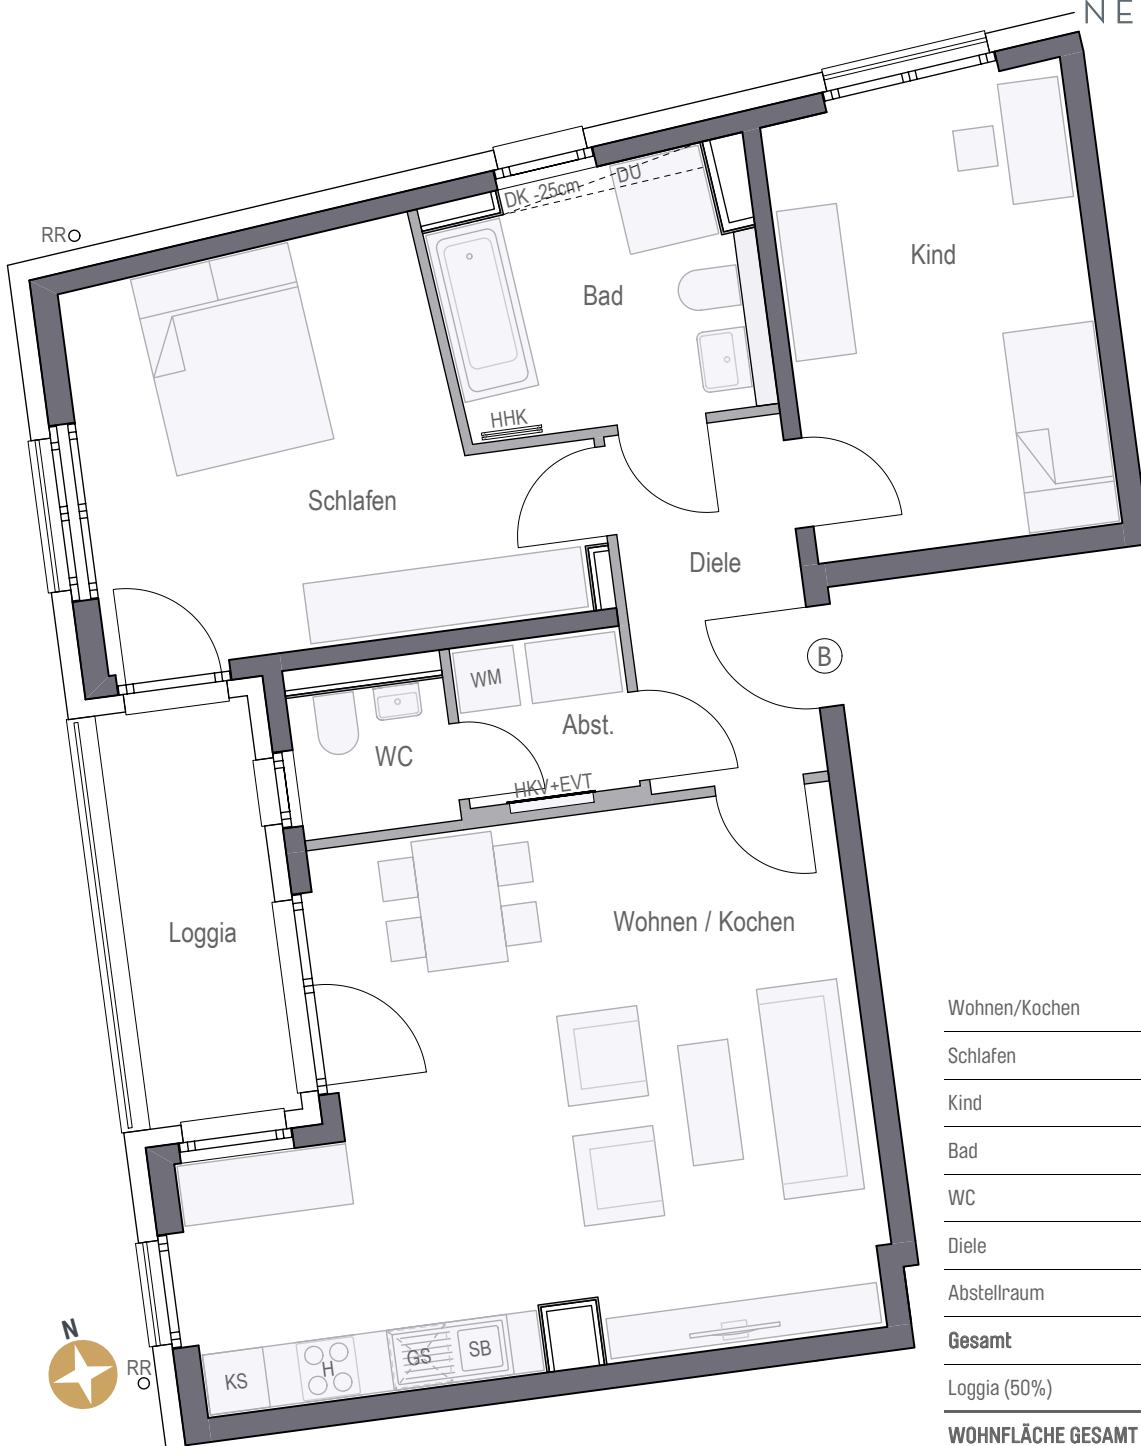 NE
RR
DK -25cm
DU
Kind
Bad
HHK
Schlafen
Diele
B
WM
Abst.
WC
HKV+EVT
Loggia
Wohnen / Kochen
Wohnen/Kochen
Schlafen
Kind
Bad
WC
Diele
Abstellraum
Gesamt
Loggia (50%)
WOHNFLÄCHE GESAMT
N
RR
KS
H
GS
SB